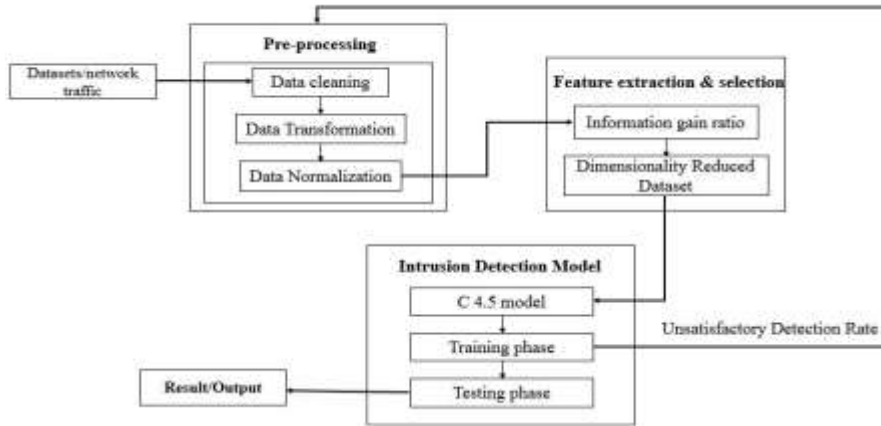 Pre-processing
Datasets/network
traffic
Data cleaning
Data Transformation
Data Normalization
Feature extraction & selection
Information gain ratio
Dimensionality Reduced
Dataset
Intrusion Detection Model
C 4.5 model
Training phase
Testing phase
Unsatisfactory Detection Rate
Result/Output